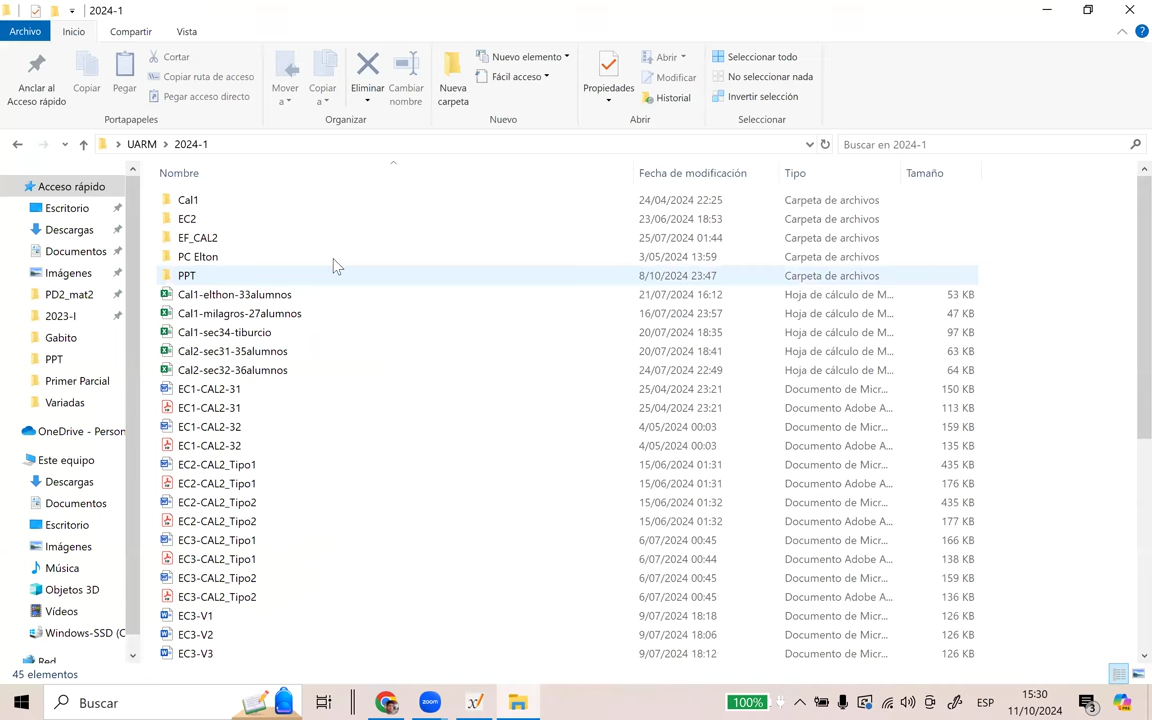 2024-1
Archivo Inicio Compartir Vista
Anclar al Acceso rápido
Copiar
Pegar
Cortar
Copiar ruta de acceso
Pegar acceso directo
Portapapeles
Mover a
Copiar a
Eliminar
Cambiar nombre
Organizar
Nueva carpeta
Nuevo elemento
Fácil acceso
Nuevo
Propiedades
Abrir
Modificar
Historial
Abrir
Seleccionar todo
No seleccionar nada
Invertir selección
Seleccionar
UARM 2024-1
Buscar en 2024-1
Acceso rápido
Escritorio
Descargas
Documentos
Imágenes
PD2_mat2
2023-I
Gabito
PPT
Primer Parcial
Variadas
OneDrive - Person
Este equipo
Descargas
Documentos
Escritorio
Imágenes
Música
Objetos 3D
Vídeos
Windows-SSD (C
Red
Nombre Fecha de modificación Tipo Tamaño
Cal1 24/04/2024 22:25 Carpeta de archivos
EC2 23/06/2024 18:53 Carpeta de archivos
EF_CAL2 25/07/2024 01:44 Carpeta de archivos
PC Elton 3/05/2024 13:59 Carpeta de archivos
PPT 8/10/2024 23:47 Carpeta de archivos
Cal1-elthon-33alumnos 21/07/2024 16:12 Hoja de cálculo de M... 53 KB
Cal1-milagros-27alumnos 16/07/2024 23:57 Hoja de cálculo de M... 47 KB
Cal1-sec34-tiburcio 20/07/2024 18:35 Hoja de cálculo de M... 97 KB
Cal2-sec31-35alumnos 20/07/2024 18:41 Hoja de cálculo de M... 63 KB
Cal2-sec32-36alumnos 24/07/2024 22:49 Hoja de cálculo de M... 64 KB
EC1-CAL2-31 25/04/2024 23:21 Documento de Micr... 150 KB
EC1-CAL2-31 25/04/2024 23:21 Documento Adobe A... 113 KB
EC1-CAL2-32 4/05/2024 00:03 Documento de Micr... 159 KB
EC1-CAL2-32 4/05/2024 00:03 Documento Adobe A... 135 KB
EC2-CAL2_Tipo1 15/06/2024 01:31 Documento de Micr... 435 KB
EC2-CAL2_Tipo1 15/06/2024 01:31 Documento Adobe A... 176 KB
EC2-CAL2_Tipo2 15/06/2024 01:32 Documento de Micr... 435 KB
EC2-CAL2_Tipo2 15/06/2024 01:32 Documento Adobe A... 177 KB
EC3-CAL2_Tipo1 6/07/2024 00:45 Documento de Micr... 166 KB
EC3-CAL2_Tipo1 6/07/2024 00:44 Documento Adobe A... 138 KB
EC3-CAL2_Tipo2 6/07/2024 00:45 Documento de Micr... 159 KB
EC3-CAL2_Tipo2 6/07/2024 00:45 Documento Adobe A... 136 KB
EC3-V1 9/07/2024 18:18 Documento de Micr... 126 KB
EC3-V2 9/07/2024 18:06 Documento de Micr... 126 KB
EC3-V3 9/07/2024 18:12 Documento de Micr... 126 KB
45 elementos
Buscar
zoom
100%
ESP
15:30
11/10/2024
3